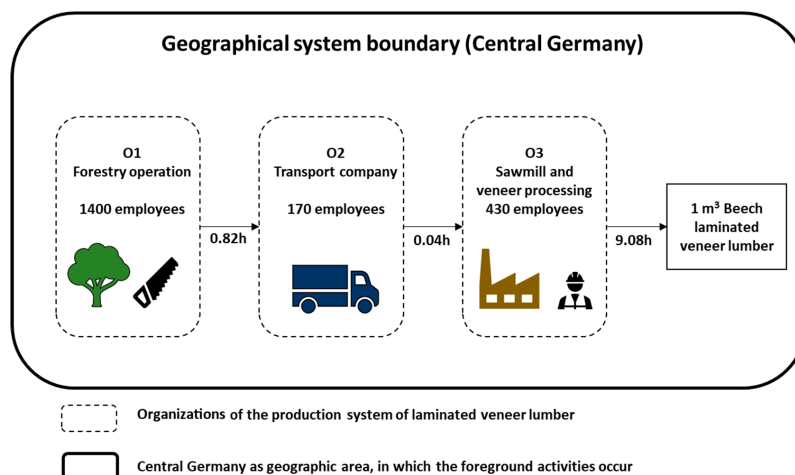 Geographical system boundary (Central Germany)
O1
Forestry operation
1400 employees
0.82h
O2
Transport company
170 employees
0.04h
O3
Sawmill and
veneer processing
430 employees
9.08h
1 m³ Beech
laminated
veneer lumber
Organizations of the production system of laminated veneer lumber
Central Germany as geographic area, in which the foreground activities occur